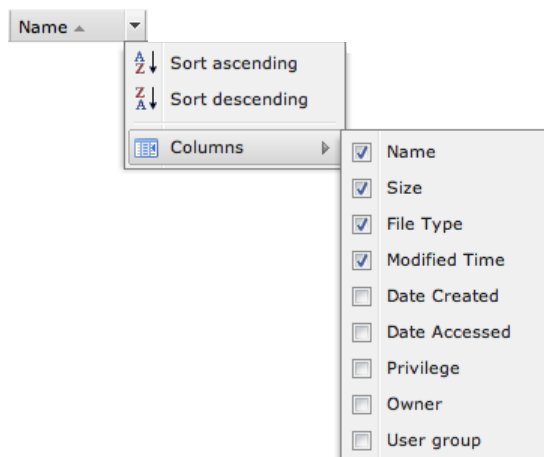 Name
Sort ascending
Sort descending
Columns
Name
Size
File Type
Modified Time
Date Created
Date Accessed
Privilege
Owner
User group